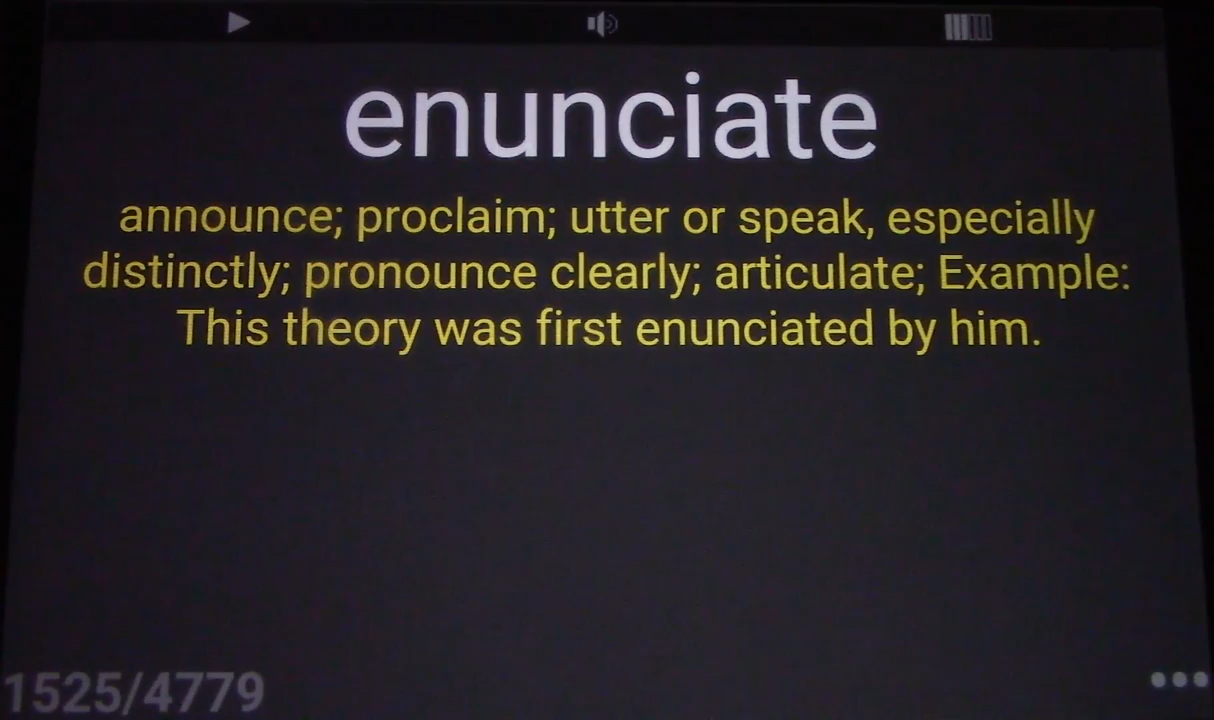 enunciate
announce; proclaim; utter or speak, especially
distinctly; pronounce clearly; articulate; Example:
This theory was first enunciated by him.
1525/4779